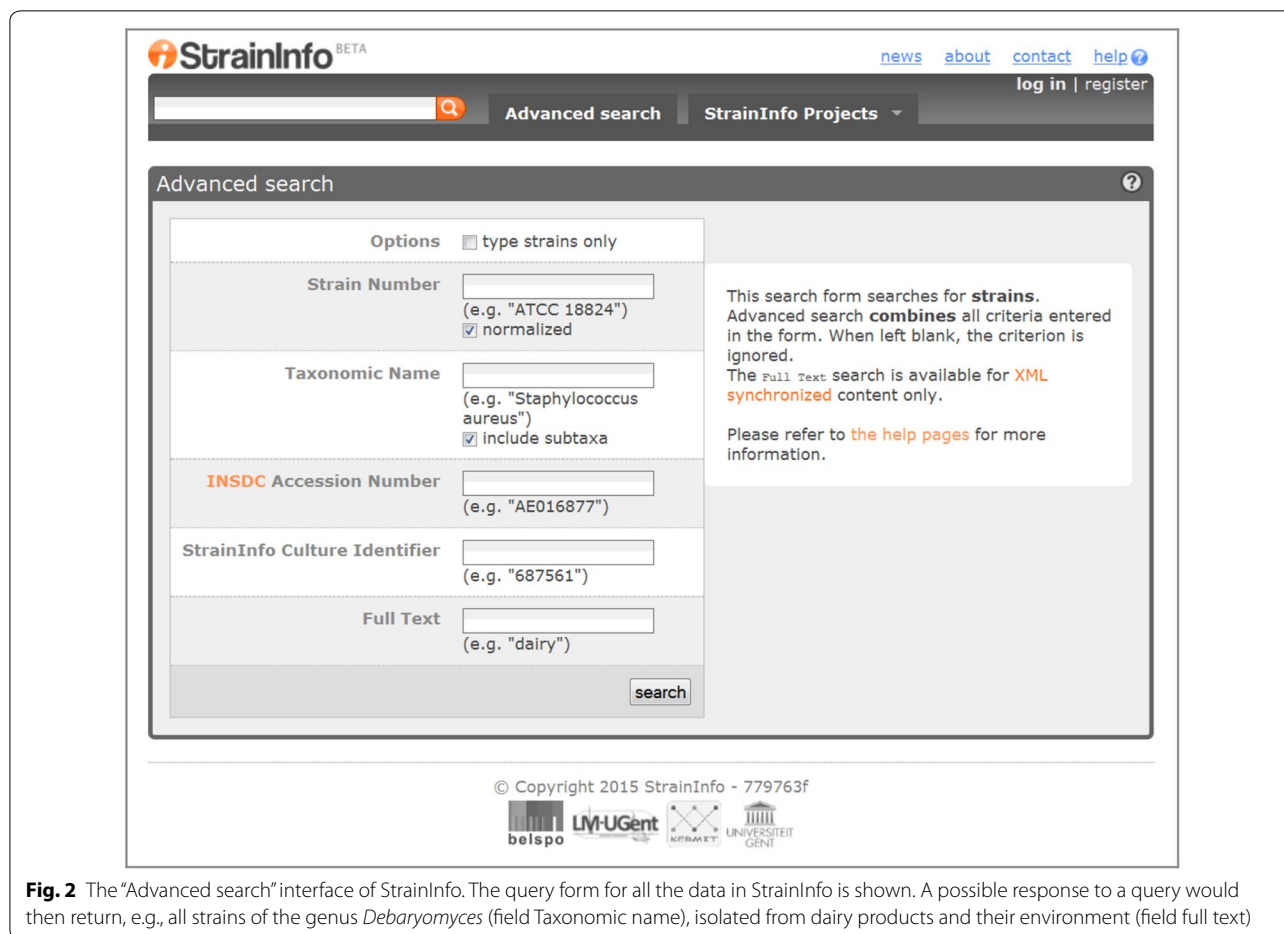 StrainInfo BETA
news about contact help
log in | register
Advanced search StrainInfo Projects
Advanced search
Options type strains only
Strain Number
(e.g. "ATCC 18824")
normalized
Taxonomic Name
(e.g. "Staphylococcus
aureus")
include subtaxa
INSDC Accession Number
(e.g. "AE016877")
StrainInfo Culture Identifier
(e.g. "687561")
Full Text
(e.g. "dairy")
search
This search form searches for strains.
Advanced search combines all criteria entered
in the form. When left blank, the criterion is
ignored.
The Full Text search is available for XML
synchronized content only.
Please refer to the help pages for more
information.
© Copyright 2015 StrainInfo - 779763f
belspo
LM-UGent
KERMIT
UNIVERSITEIT
GENT
Fig. 2 The "Advanced search" interface of StrainInfo. The query form for all the data in StrainInfo is shown. A possible response to a query would
then return, e.g., all strains of the genus Debaryomyces (field Taxonomic name), isolated from dairy products and their environment (field full text)